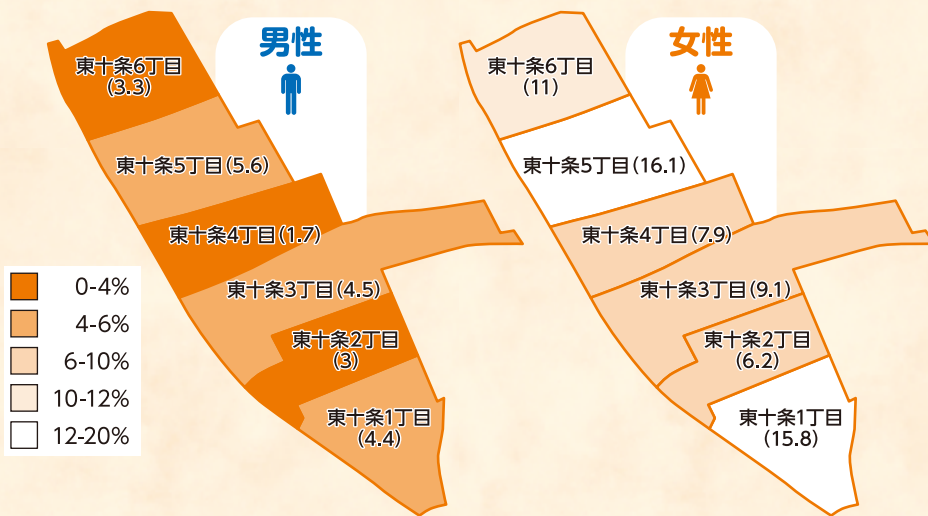 男性
東十条6丁目
(3.3)
東十条5丁目(5.6)
東十条4丁目(1.7)
東十条3丁目(4.5)
東十条2丁目
(3)
東十条1丁目
(4.4)
女性
東十条6丁目
(11)
東十条5丁目(16.1)
東十条4丁目(7.9)
東十条3丁目(9.1)
東十条2丁目
(6.2)
東十条1丁目
(15.8)
0-4%
4-6%
6-10%
10-12%
12-20%